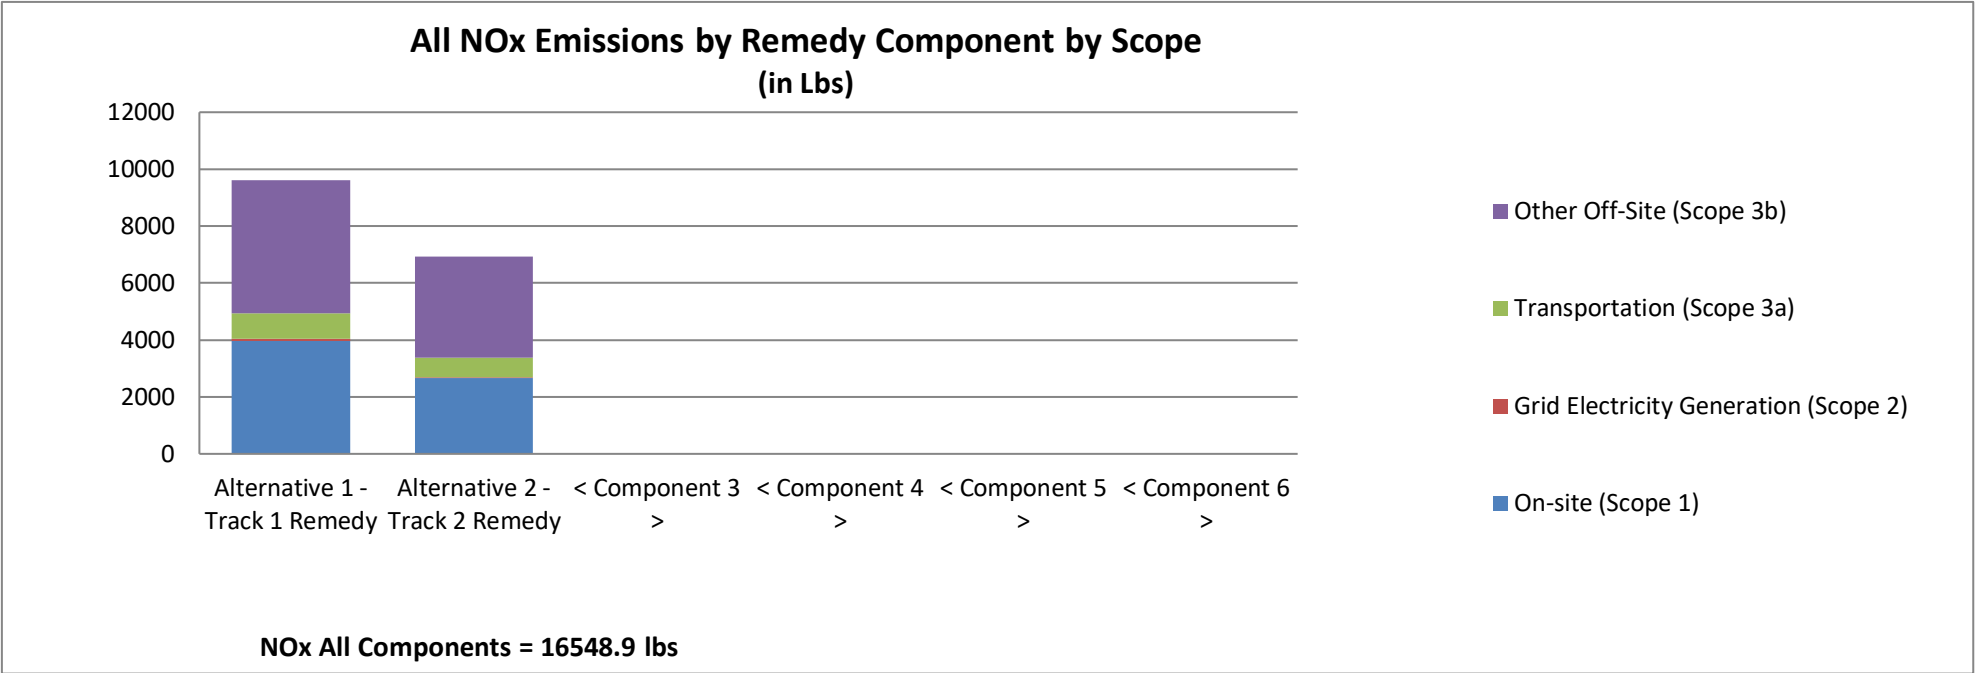 All NOx Emissions by Remedy Component by Scope
(in Lbs)
12000
10000
8000
6000
4000
2000
0
Alternative 1 -
Track 1 Remedy
Alternative 2 -
Track 2 Remedy
< Component 3
>
< Component 4
>
< Component 5
>
< Component 6
>
Other Off-Site (Scope 3b)
Transportation (Scope 3a)
Grid Electricity Generation (Scope 2)
On-site (Scope 1)
NOx All Components = 16548.9 lbs